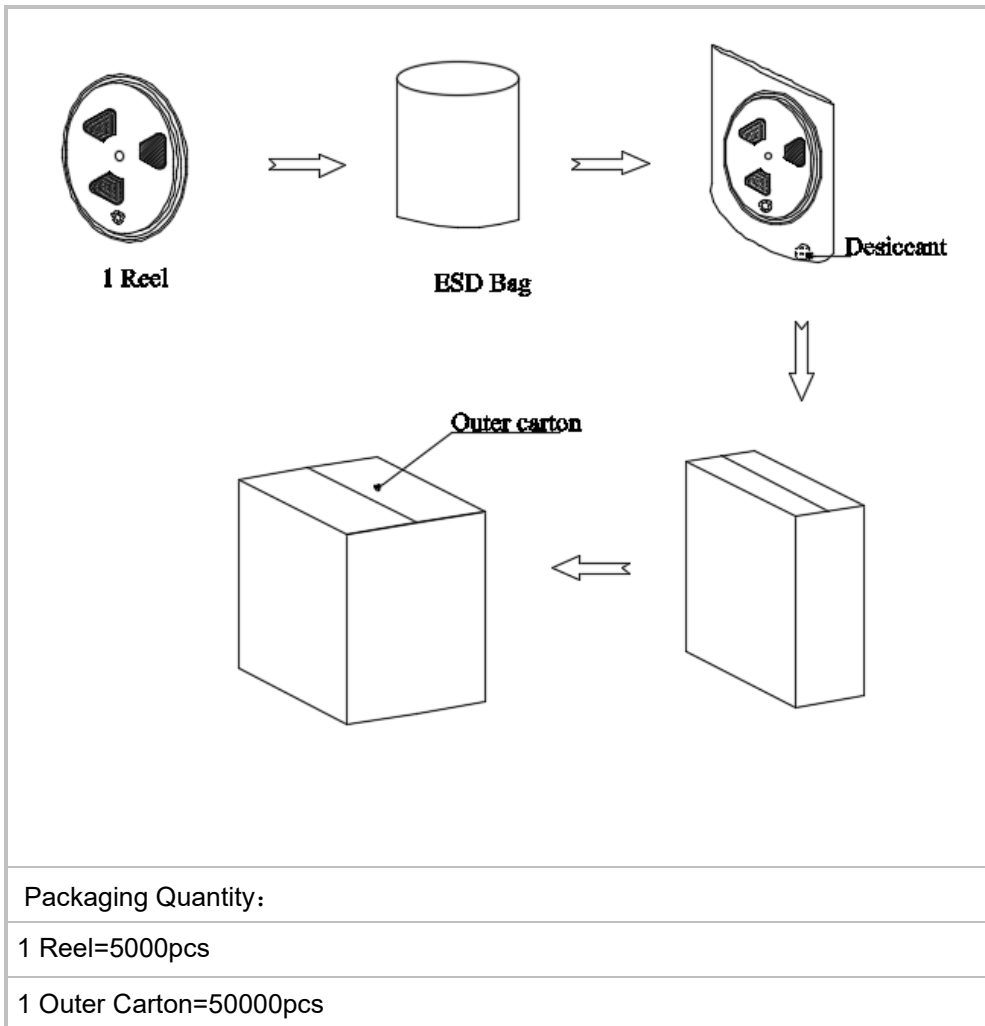 1 Reel
ESD Bag
Desiccant
Outer carton
Packaging Quantity：
1 Reel=5000pcs
1 Outer Carton=50000pcs